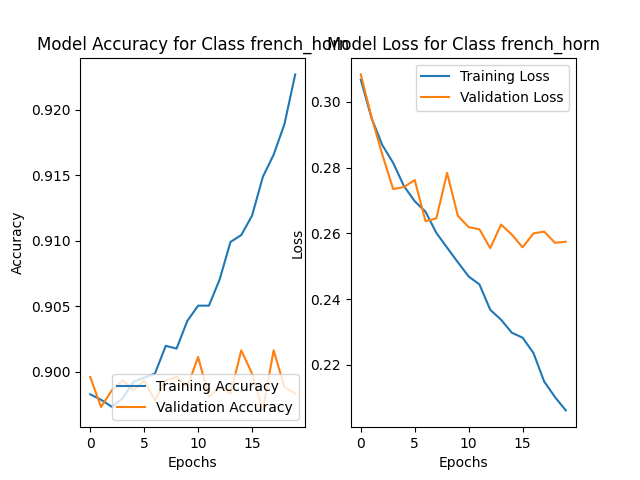 Model Accuracy for Class french_horn
Model Loss for Class french_horn
0.920
0.915
0.910
0.905
0.900
Accuracy
0
5
10
15
Epochs
Training Accuracy
Validation Accuracy
0.30
0.28
0.26
0.24
0.22
Loss
0
5
10
15
Epochs
Training Loss
Validation Loss